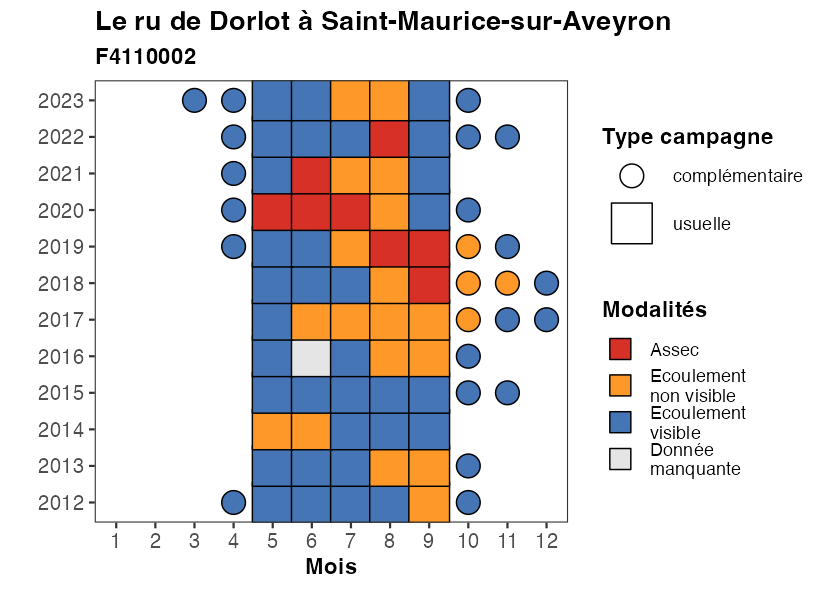 Le ru de Dorlot à Saint-Maurice-sur-Aveyron
F4110002
2023
2022
2021
2020
2019
2018
2017
2016
2015
2014
2013
2012
1 2 3 4 5 6 7 8 9 10 11 12
Mois
Type campagne
complémentaire
usuelle
Modalités
Assec
Ecoulement
non visible
Ecoulement
visible
Donnée
manquante